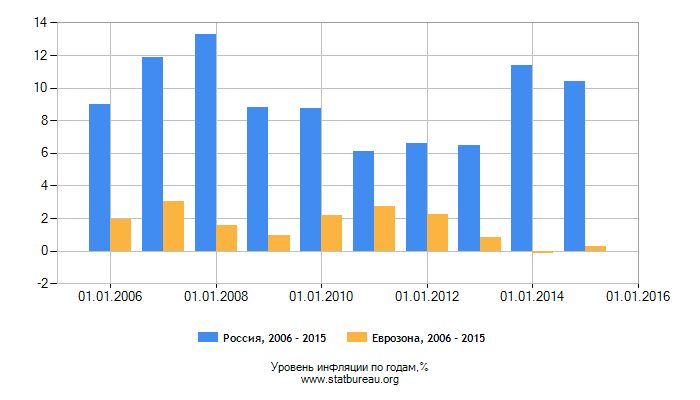 14
12
10
8
6
4
2
0
-2
01.01.2006 01.01.2008 01.01.2010 01.01.2012 01.01.2014 01.01.2016
Россия, 2006 - 2015 Еврозона, 2006 - 2015
Уровень инфляции по годам,%
www.statbureau.org